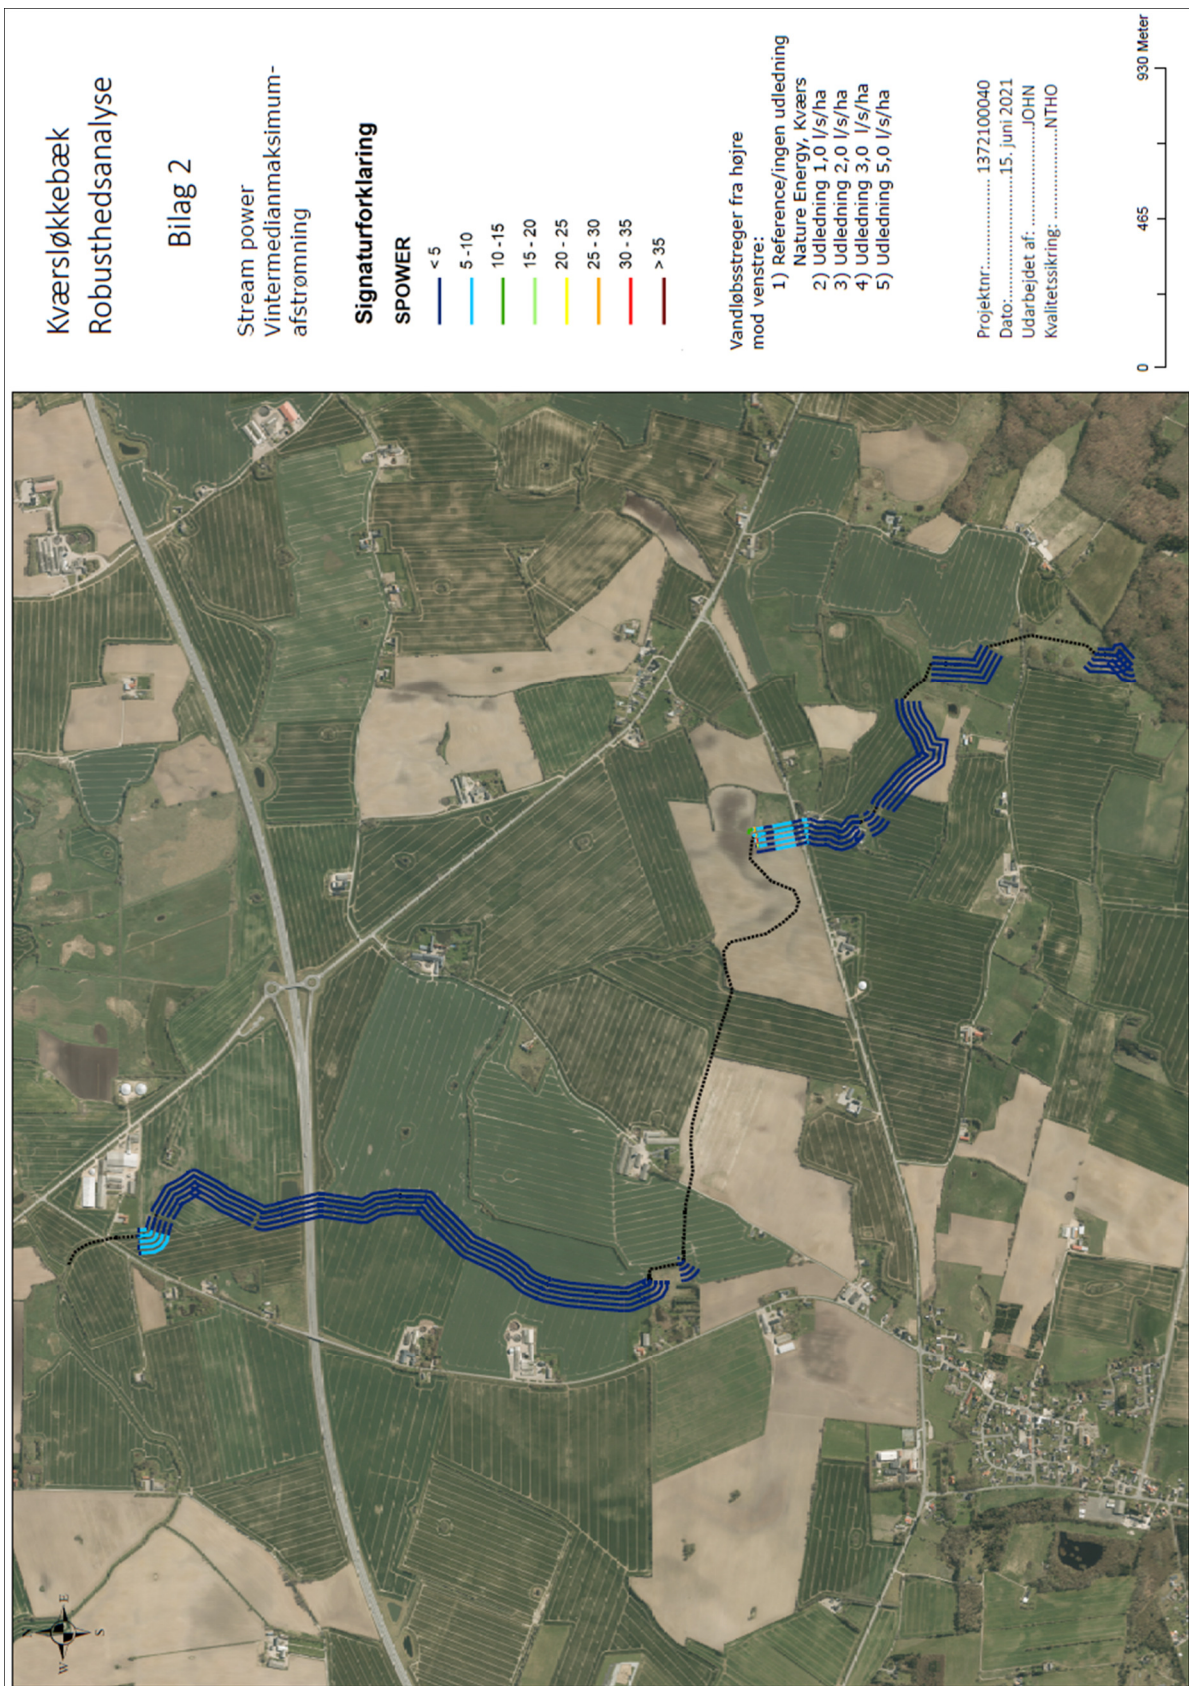 Kværsløkkebæk
Robusthedsanalyse
Bilag 2
Stream power
Vintermedianmaksimum-
afstrømning
Signaturforklaring
SPOWER
< 5
5 -10
10 -15
15 - 20
20 - 25
25 - 30
30 - 35
> 35
Vandløbsstreger fra højre
mod venstre:
1) Reference/ingen udledning
Nature Energy, Kværs
2) Udledning 1,0 l/s/ha
3) Udledning 2,0 l/s/ha
4) Udledning 3,0 l/s/ha
5) Udledning 5,0 l/s/ha
Projektnr:................... 1372100040
Dato:.........................15. juni 2021
Udarbejdet af: .......................JOHN
Kvalitetssikring: .....................NTHO
0 465 930 Meter
W E
S